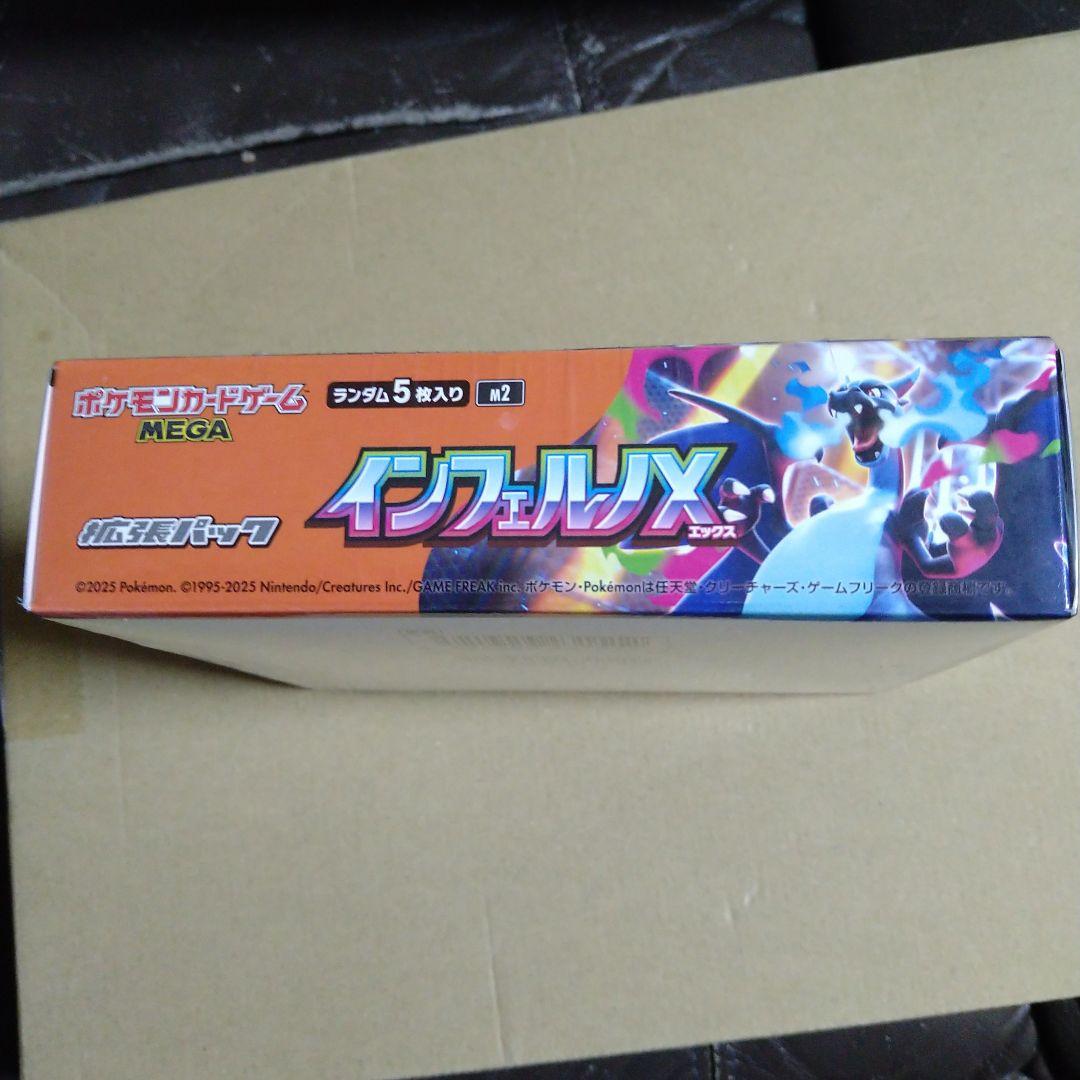 ポケモンカードゲーム
MEGA
ランダム5枚入り
M2
拡張パック
インフェルノX
エックス
©2025 Pokémon. ©1995-2025 Nintendo/Creatures Inc./GAME FREAK inc. ポケモン・Pokémonは任天堂・クリーチャーズ・ゲームフリークの登録商標です。